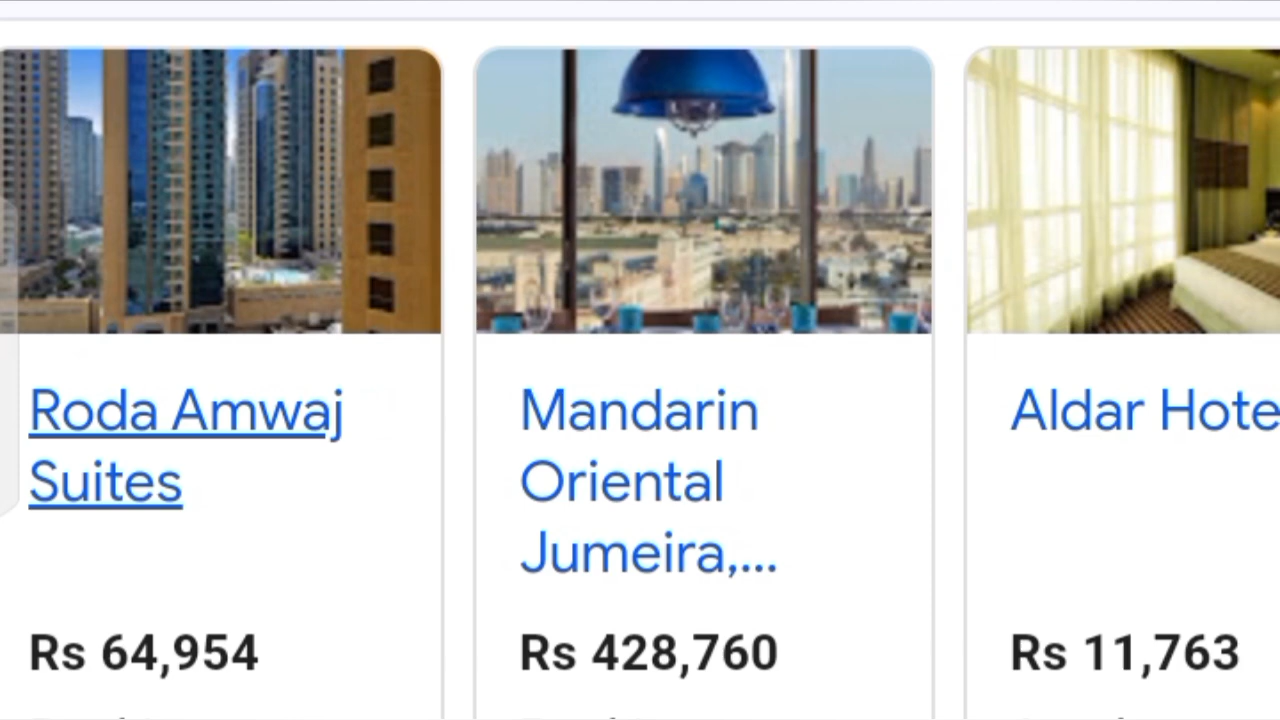 Roda Amwaj
Suites
Rs 64,954
Mandarin
Oriental
Jumeira,...
Rs 428,760
Aldar Hote
Rs 11,763